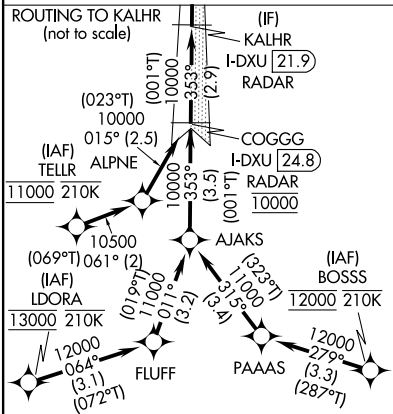 ROUTING TO KALHR
(not to scale)
(IF)
KALHR
I-DXU 21.9
RADAR
(001°T)
10000
353°
(2.9)
(023°T)
10000
015° (2.5)
ALPNE
COGGG
I-DXU 24.8
RADAR
10000
(IAF)
TELLR
11000 210K
10000
353°
(3.5)
(001°T)
10500
061° (2)
(069°T)
AJAKS
(IAF)
LDORA
13000 210K
(019°T)
11000
011°
(3.2)
(323°T)
11000
315°
(3.4)
(IAF)
BOSSS
12000 210K
12000
064°
(3.1)
(072°T)
FLUFF
PAAAS
12000
279°
(3.3)
(287°T)